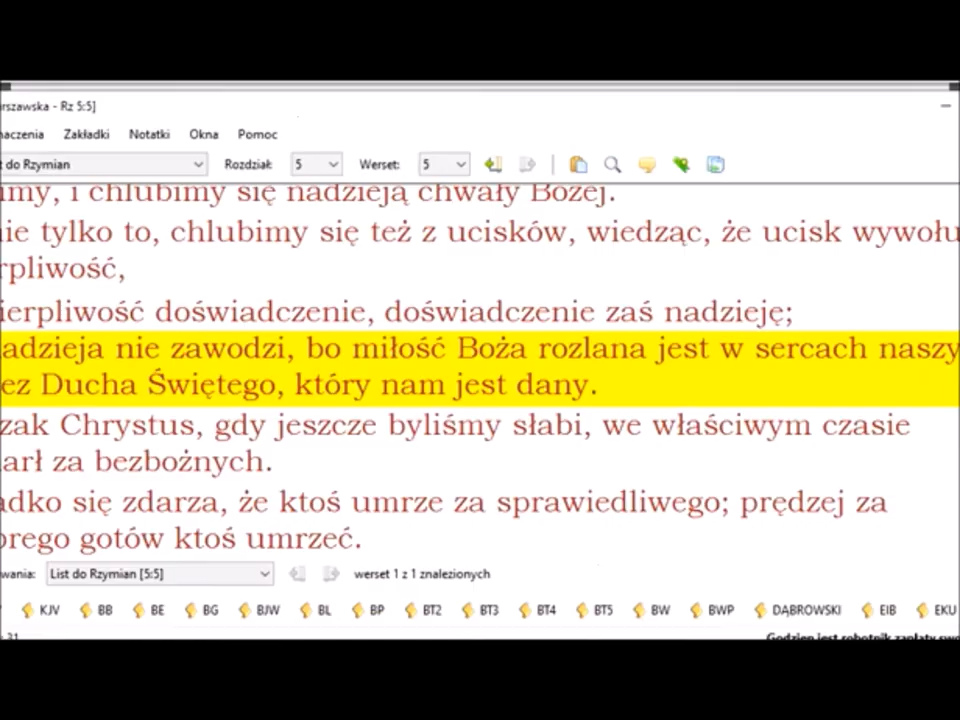 rszawska - Rz 5:5]
naczenia Zakładki Notatki Okna Pomoc
t do Rzymian Rozdział: 5 Werset: 5
imy, i chlubimy się nadzieją chwały Bożej.
nie tylko to, chlubimy się też z ucisków, wiedząc, że ucisk wywołu
rpliwość,
ierpliwość doświadczenie, doświadczenie zaś nadzieję;
adzieja nie zawodzi, bo miłość Boża rozlana jest w sercach naszy
ez Ducha Świętego, który nam jest dany.
zak Chrystus, gdy jeszcze byliśmy słabi, we właściwym czasie
arł za bezbożnych.
adko się zdarza, że ktoś umrze za sprawiedliwego; prędzej za
brego gotów ktoś umrzeć.
wania: List do Rzymian [5:5] werset 1 z 1 znalezionych
KJV BB BE BG BJW BL BP BT2 BT3 BT4 BT5 BW BWP DĄBROWSKI EIB EKU
31 Godzien jest robotnik zapłaty swo